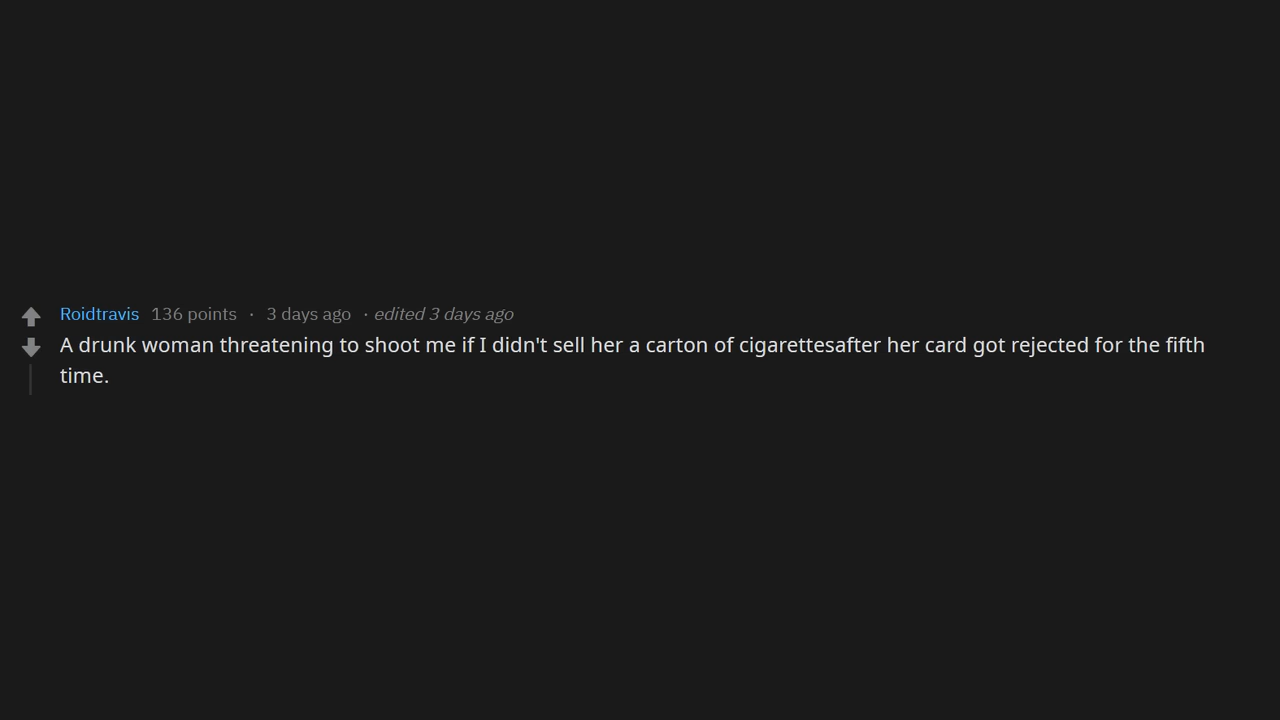 Roidtravis 136 points · 3 days ago · edited 3 days ago
A drunk woman threatening to shoot me if I didn't sell her a carton of cigarettesafter her card got rejected for the fifth
time.